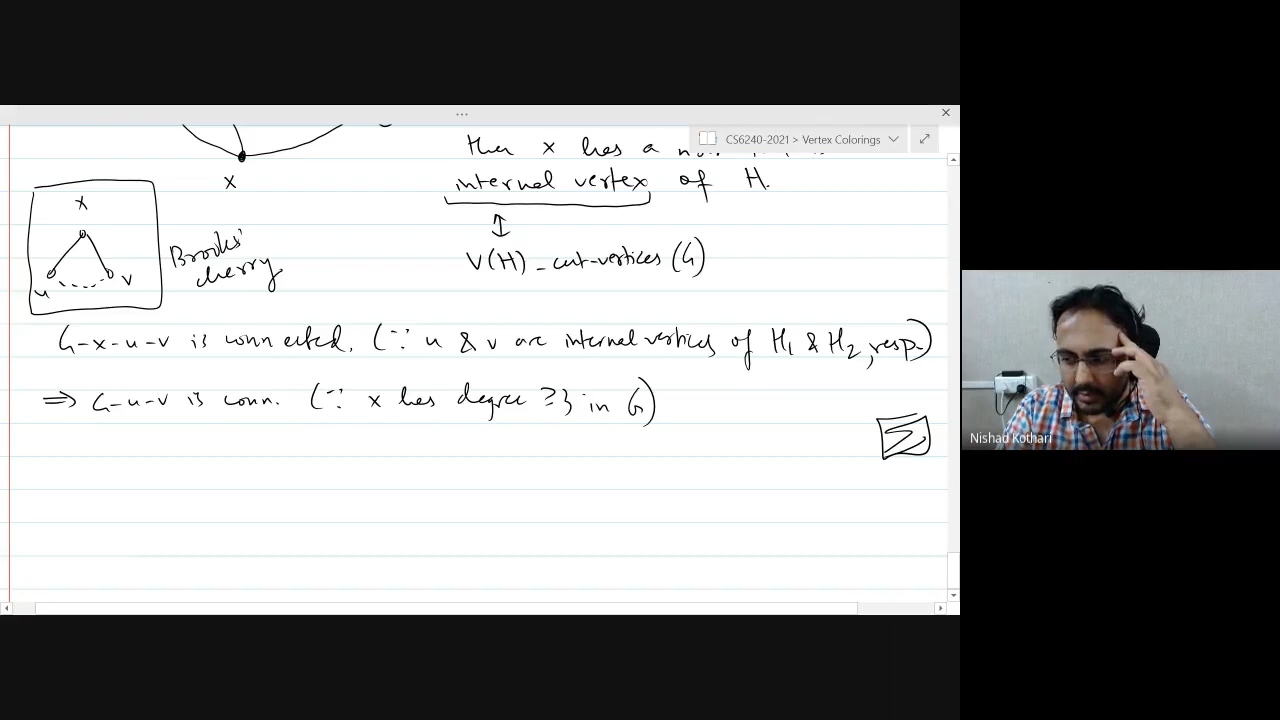 CS6240-2021 > Vertex Colorings
then x has a
x
internal vertex of H.
x
Brooks'
cherry
V(H) - cut-vertices (G)
u
v
G-x-u-v is connected. (∵ u & v are internal vertices of H1 & H2, resp.)
⇒ G-u-v is conn. (∵ x has degree ≥3 in G)
Nishad Kothari